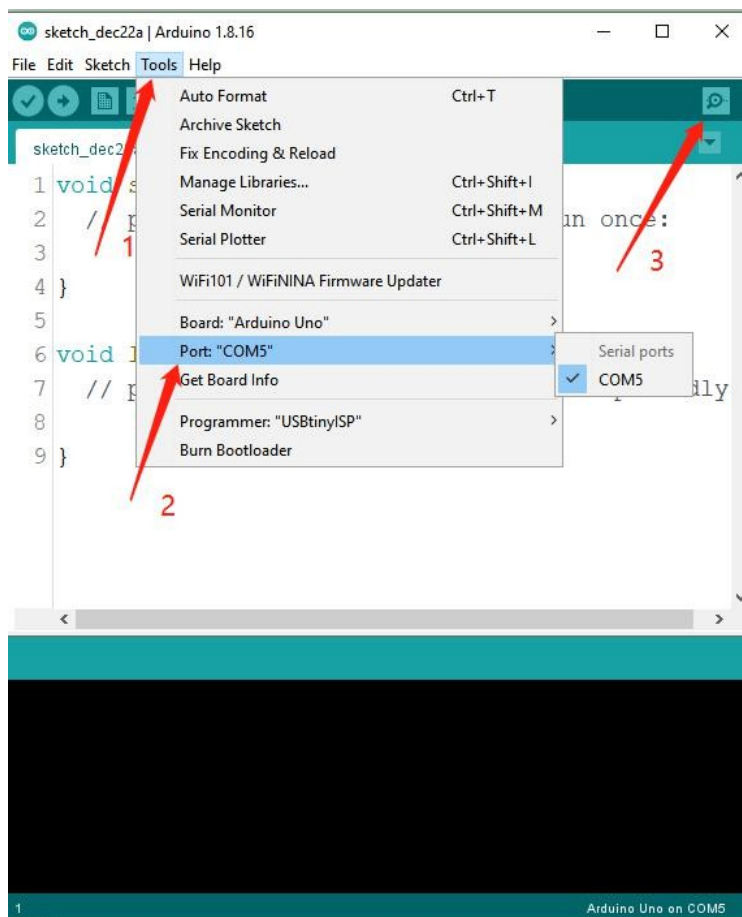 sketch_dec22a | Arduino 1.8.16
File Edit Sketch Tools Help
Auto Format Ctrl+T
Archive Sketch
sketch_dec2
Fix Encoding & Reload
1 void s
Manage Libraries... Ctrl+Shift+I
2 // p
Serial Monitor Ctrl+Shift+M
un once:
3
1
Serial Plotter Ctrl+Shift+L
3
4 }
WiFi101 / WiFiNINA Firmware Updater
5
Board: "Arduino Uno"
6 void l
Port: "COM5"
Serial ports
7 // p
Get Board Info
COM5
dly
8
Programmer: "USBtinyISP"
9 }
Burn Bootloader
2
1 Arduino Uno on COM5